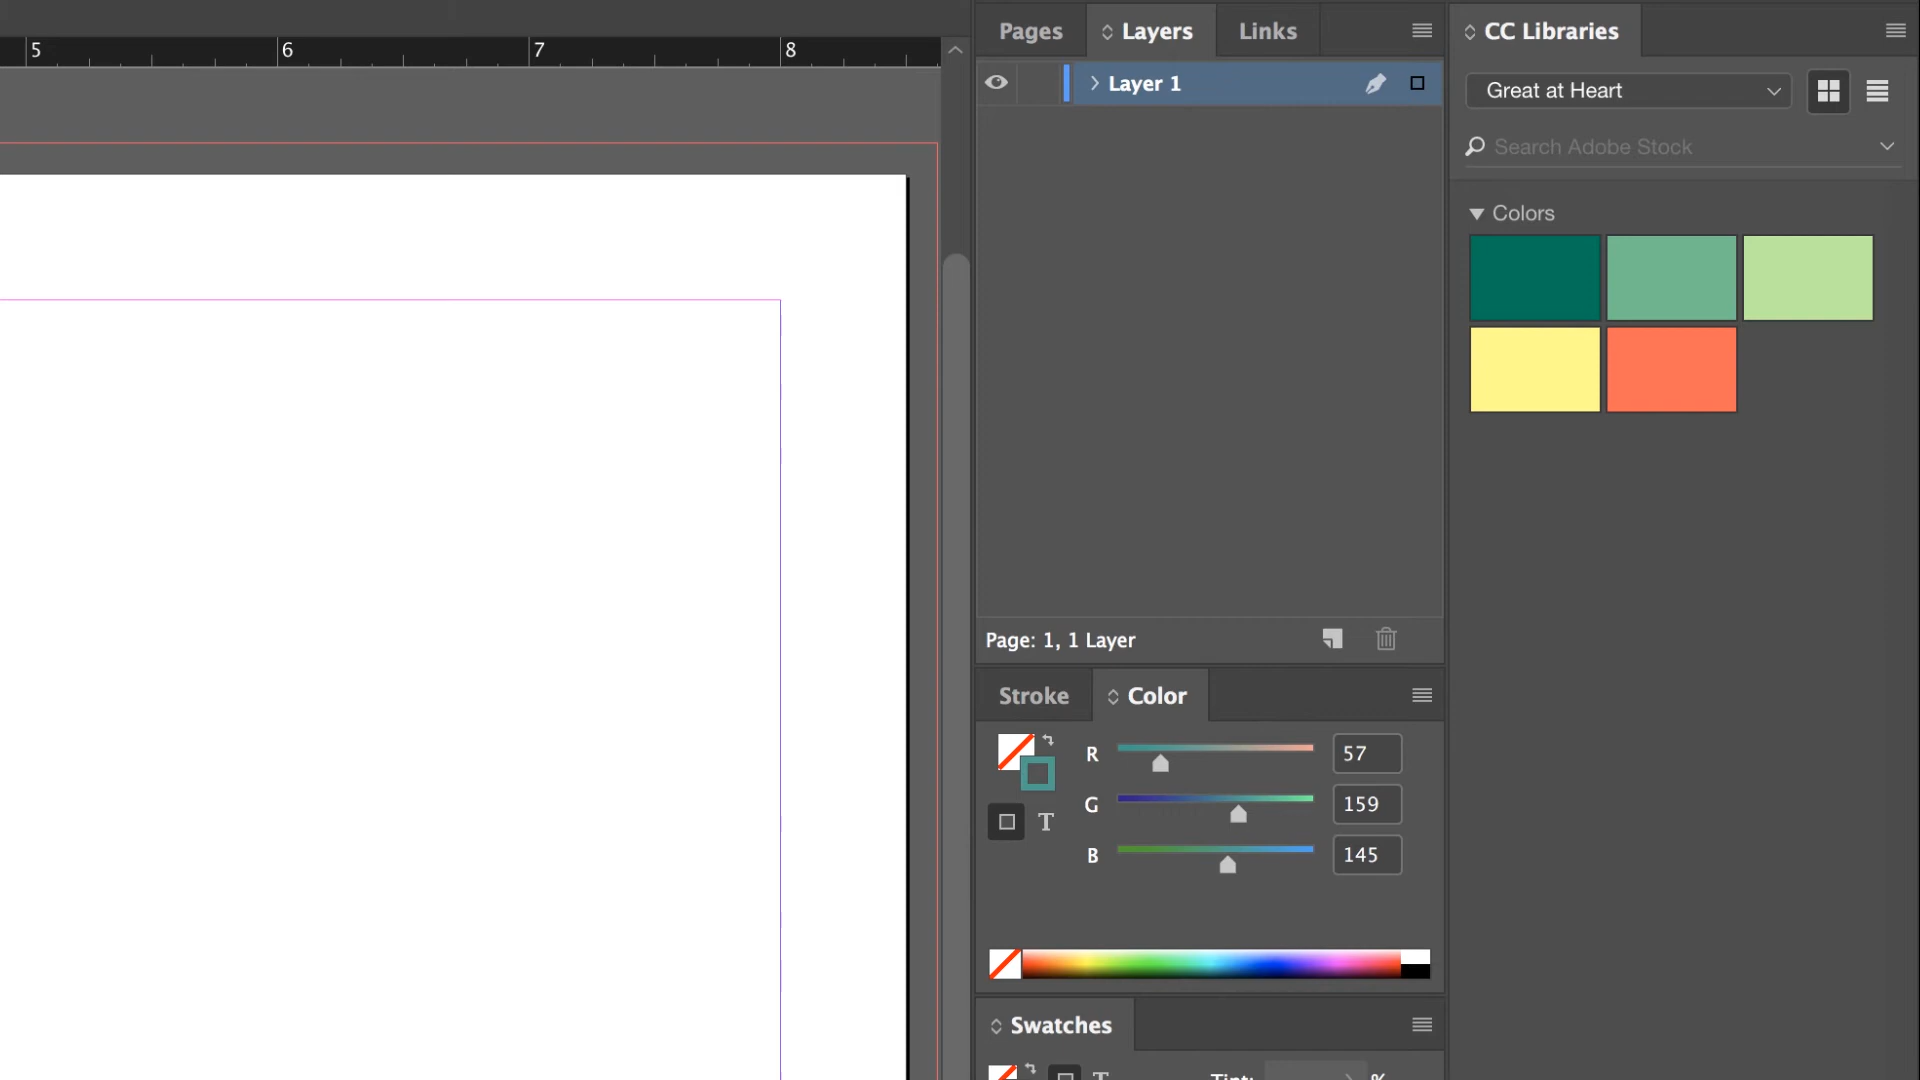 5 6 7 8
Pages Layers Links
Layer 1
Page: 1, 1 Layer
Stroke Color
R 57
G 159
B 145
T
Swatches
T
Tint: %
CC Libraries
Great at Heart
Search Adobe Stock
Colors